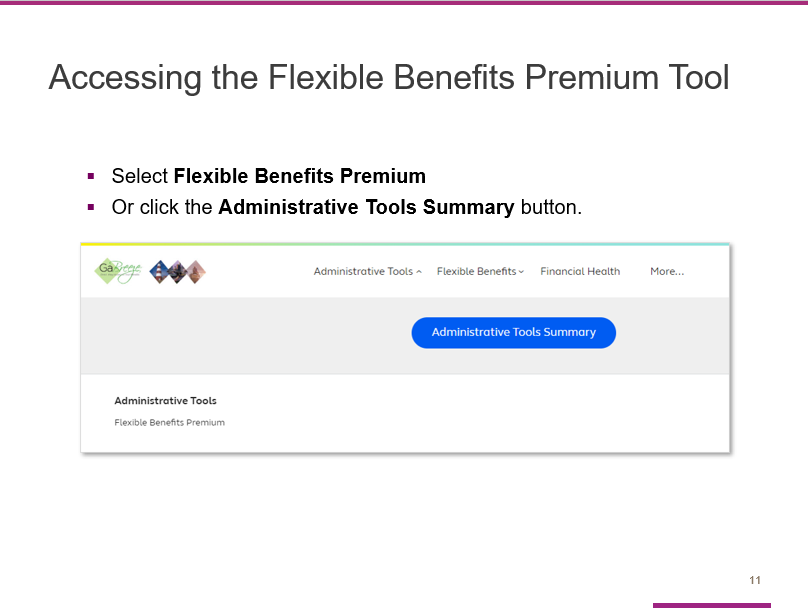 Accessing the Flexible Benefits Premium Tool
Select Flexible Benefits Premium
Or click the Administrative Tools Summary button.
GaBreeze
Administrative Tools Flexible Benefits Financial Health More...
Administrative Tools Summary
Administrative Tools
Flexible Benefits Premium
11